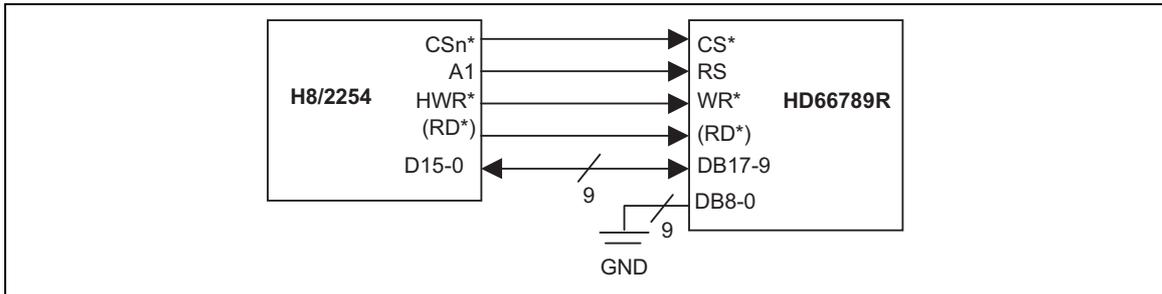 CSn* CS*
A1 RS
H8/2254 HWR* WR* HD66789R
(RD*) (RD*)
D15-0 DB17-9
9
DB8-0
9
GND